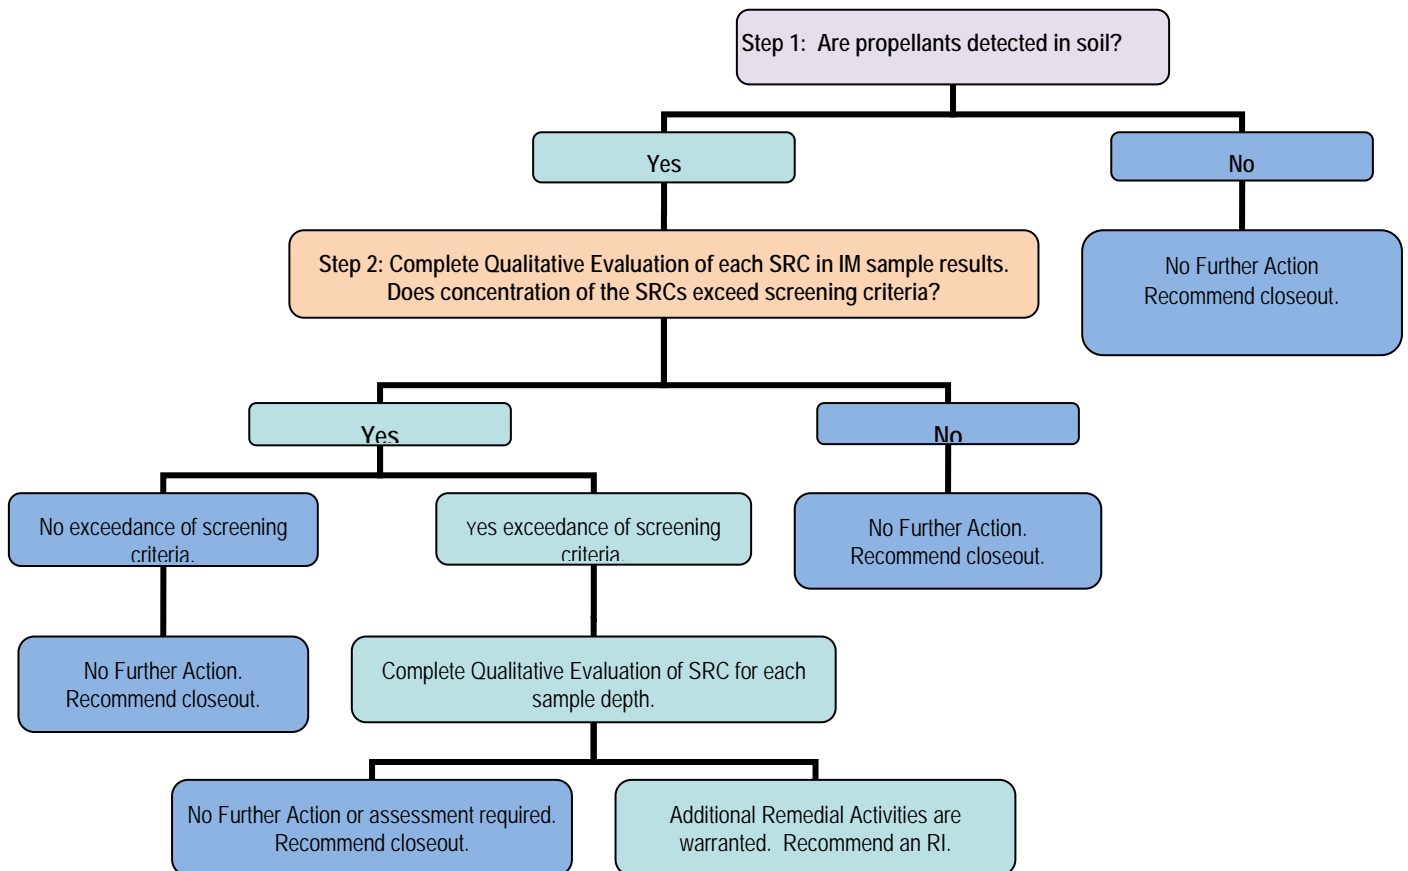 Step 1: Are propellants detected in soil?
Yes
No
Step 2: Complete Qualitative Evaluation of each SRC in IM sample results.
Does concentration of the SRCs exceed screening criteria?
No Further Action
Recommend closeout.
Yes
No
No exceedance of screening
criteria.
Yes exceedance of screening
criteria.
No Further Action.
Recommend closeout.
No Further Action.
Recommend closeout.
Complete Qualitative Evaluation of SRC for each
sample depth.
No Further Action or assessment required.
Recommend closeout.
Additional Remedial Activities are
warranted. Recommend an RI.